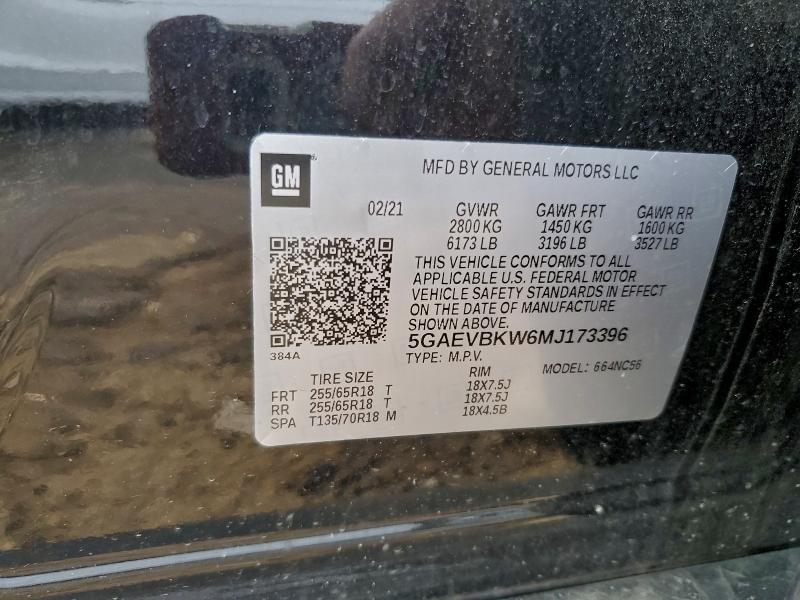 GM
MFD BY GENERAL MOTORS LLC
02/21 GVWR GAWR FRT GAWR RR
2800 KG 1450 KG 1600 KG
6173 LB 3196 LB 3527 LB
THIS VEHICLE CONFORMS TO ALL
APPLICABLE U.S. FEDERAL MOTOR
VEHICLE SAFETY STANDARDS IN EFFECT
ON THE DATE OF MANUFACTURE
SHOWN ABOVE.
5GAEVBKW6MJ173396
384A
TYPE: M.P.V. MODEL: 664NC56
TIRE SIZE RIM
FRT 255/65R18 T 18X7.5J
RR 255/65R18 T 18X7.5J
SPA T135/70R18 M 18X4.5B